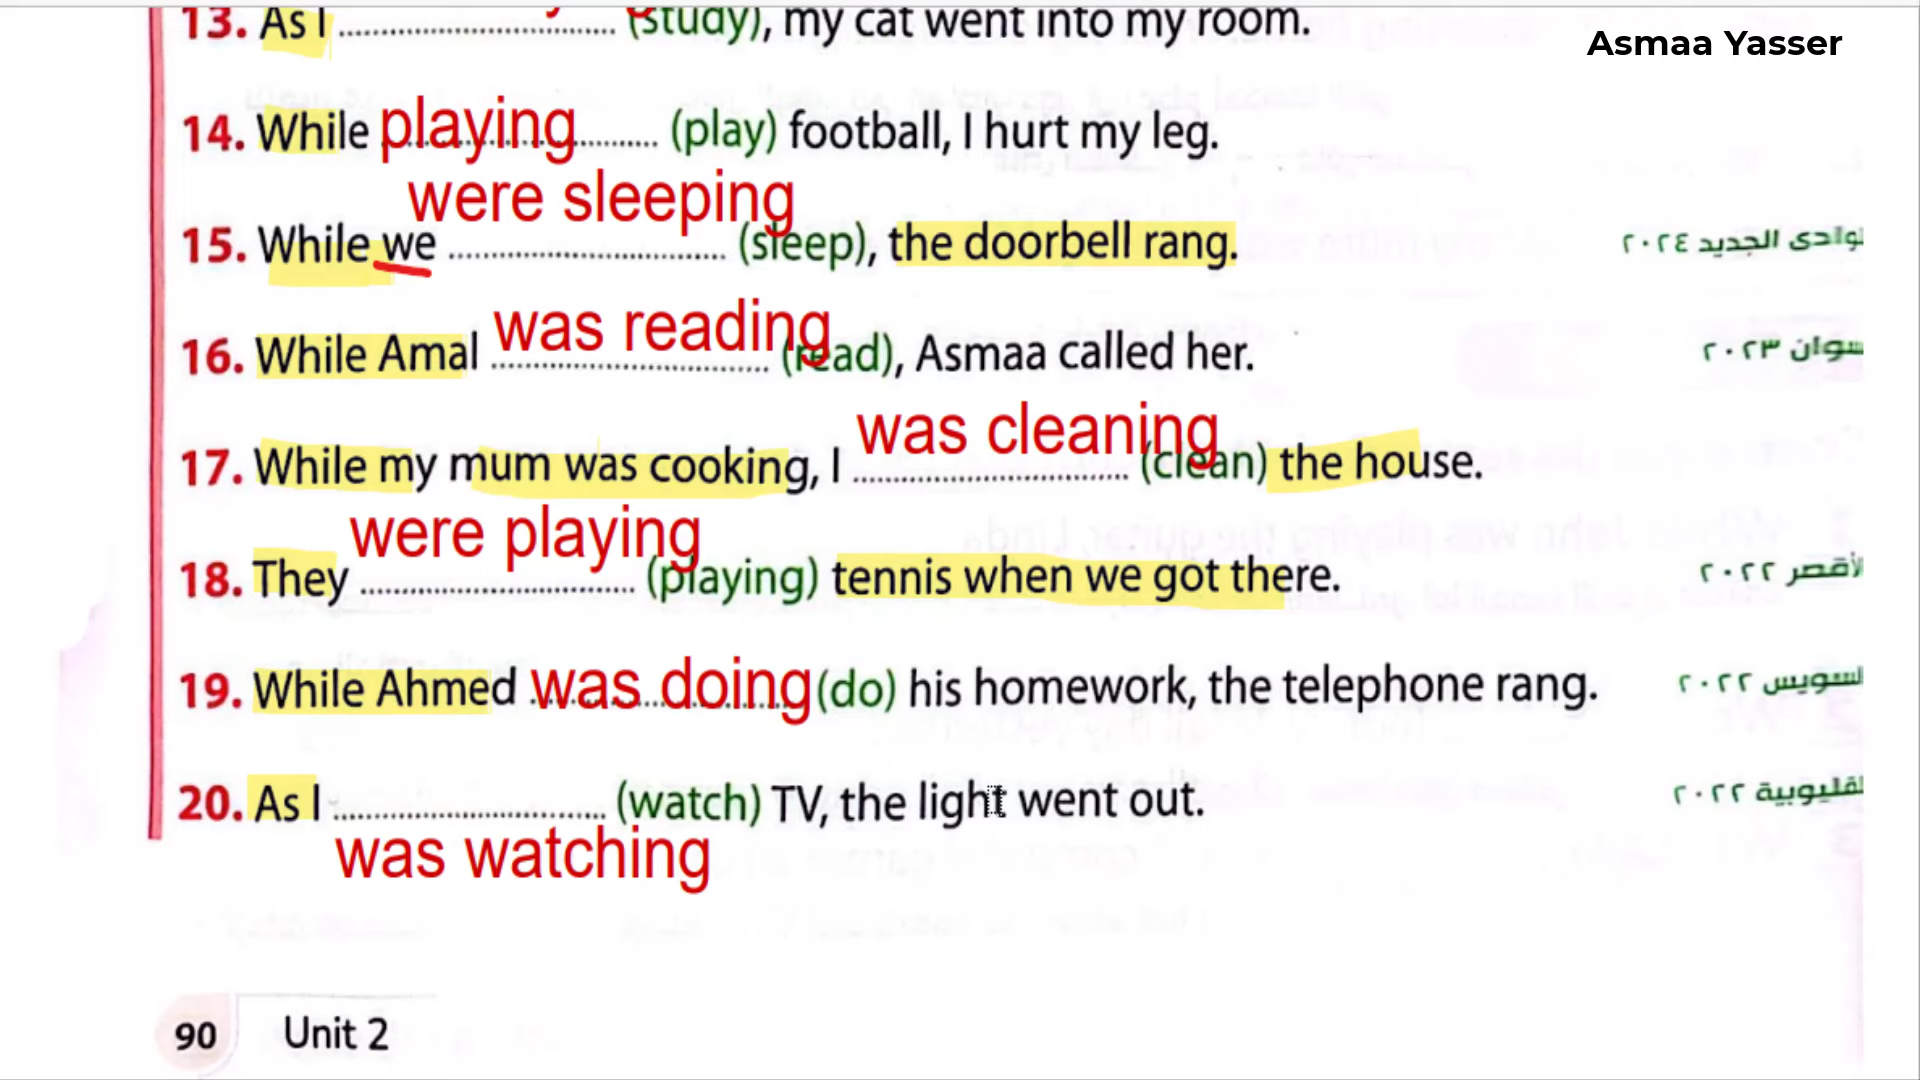 13. As I .............................. (study), my cat went into my room.
Asmaa Yasser
14. While playing .............................. (play) football, I hurt my leg.
were sleeping
15. While we .............................. (sleep), the doorbell rang. الوادى الجديد ٢٠٢٤
was reading
16. While Amal .............................. (read), Asmaa called her. أسوان ٢٠٢٣
was cleaning
17. While my mum was cooking, I .............................. (clean) the house.
were playing
18. They .............................. (playing) tennis when we got there. الأقصر ٢٠٢٢
19. While Ahmed was doing (do) his homework, the telephone rang. السويس ٢٠٢٢
20. As I .............................. (watch) TV, the light went out. القليوبية ٢٠٢٢
was watching
90 Unit 2